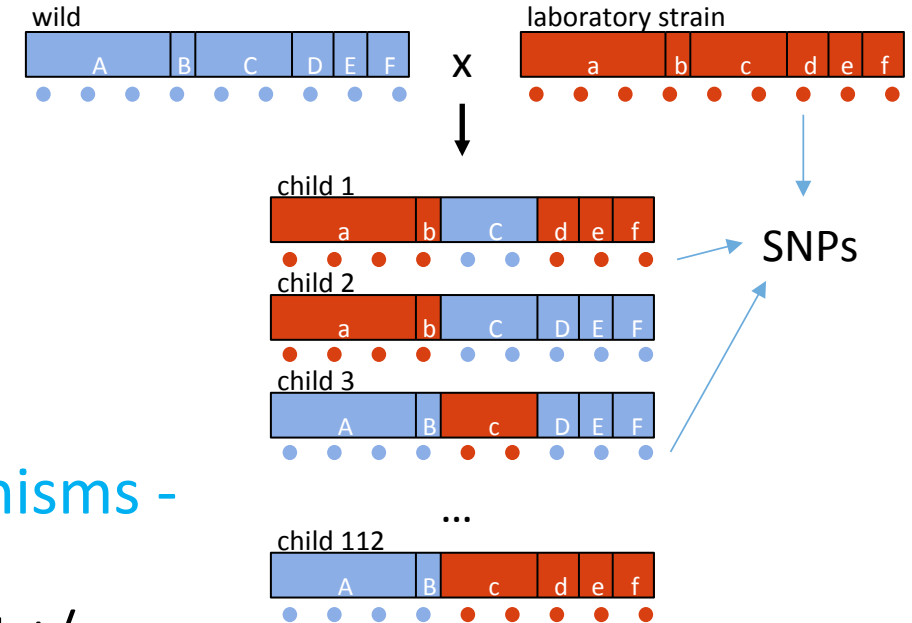 wild
laboratory strain
A B C D E F
x
a b c d e f
child 1
a b C d e f
SNPs
child 2
a b C D E F
child 3
A B c D E F
nisms -
...
child 112
A B c d e f